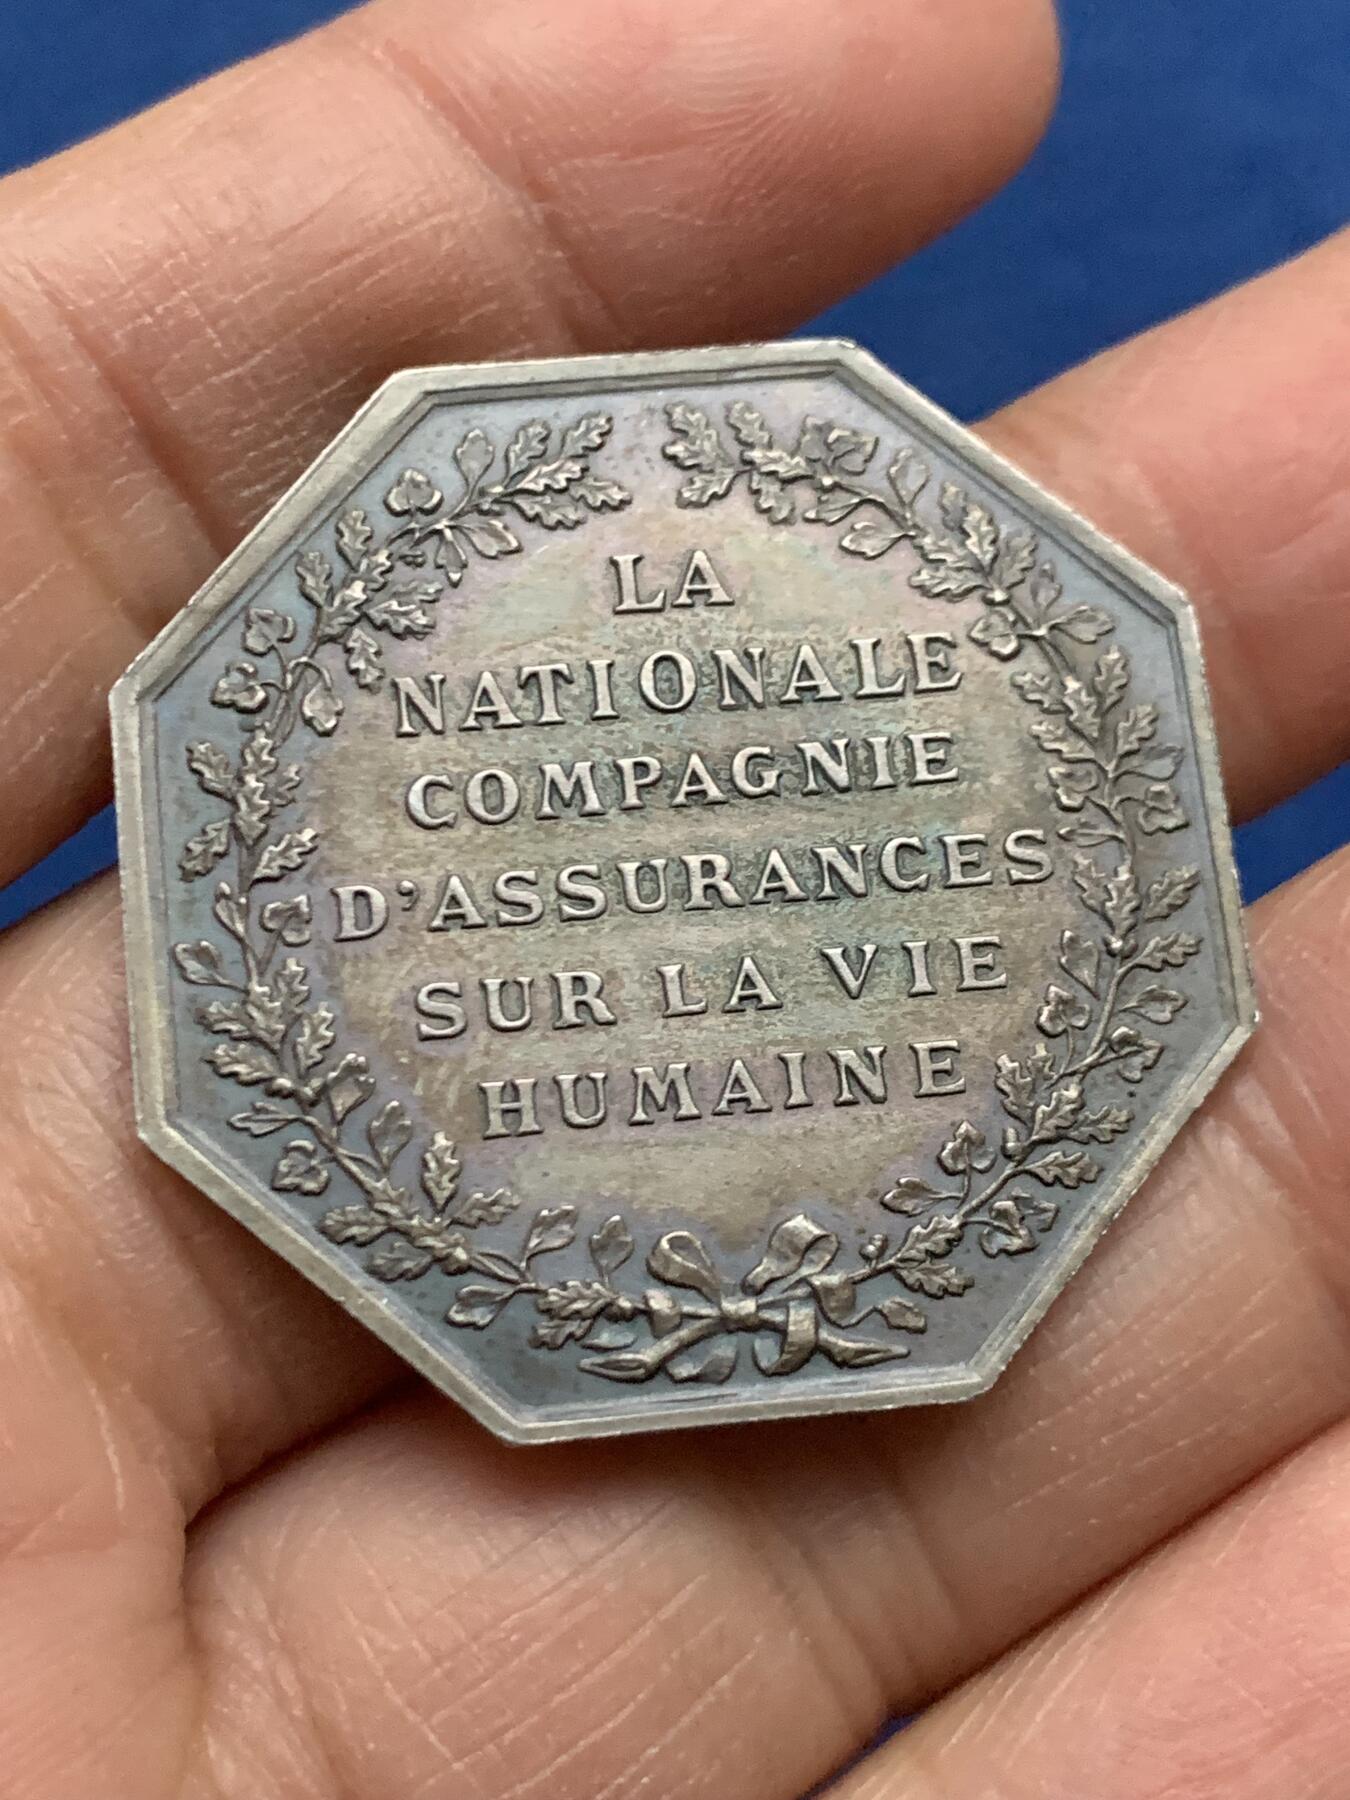 LA
NATIONALE
COMPAGNIE
D'ASSURANCES
SUR LA VIE
HUMAINE